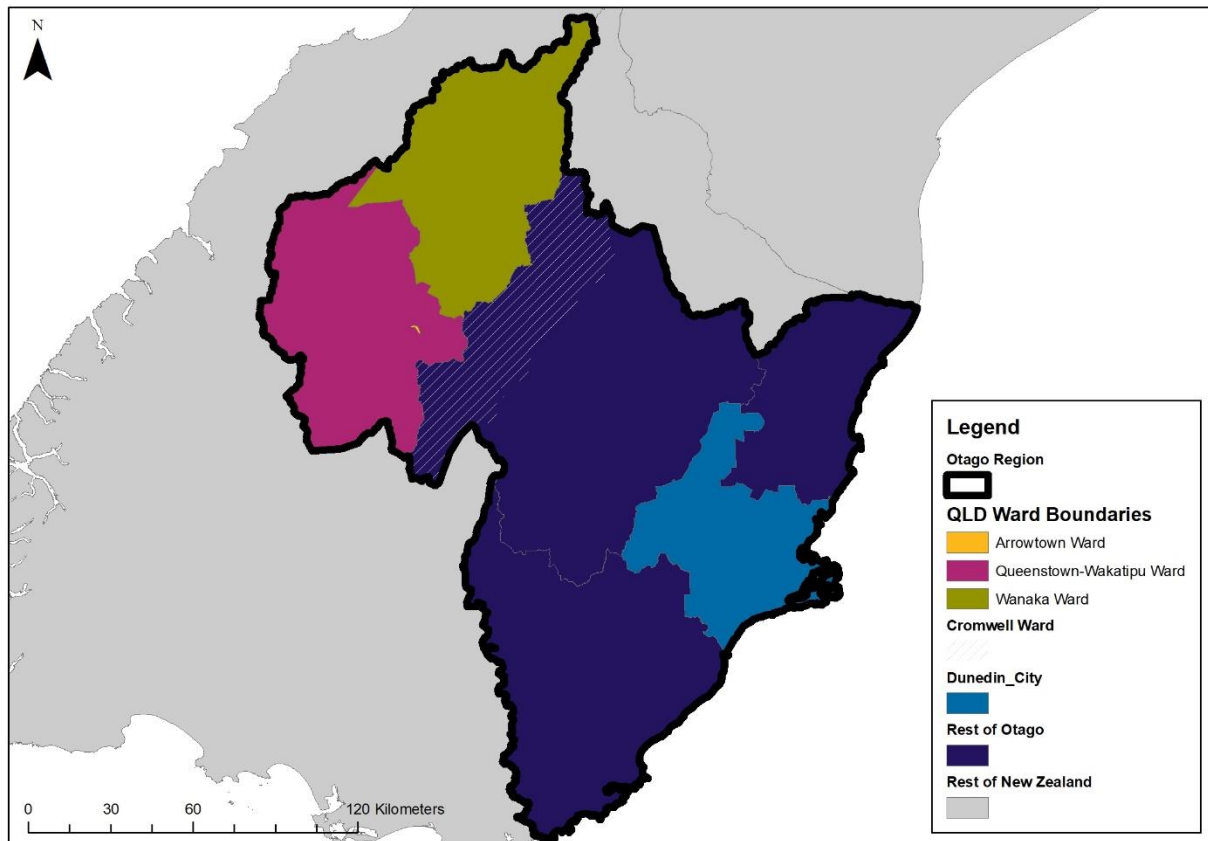 N
Legend
Otago Region
QLD Ward Boundaries
Arrowtown Ward
Queenstown-Wakatipu Ward
Wanaka Ward
Cromwell Ward
Dunedin_City
Rest of Otago
Rest of New Zealand
0 30 60 120 Kilometers